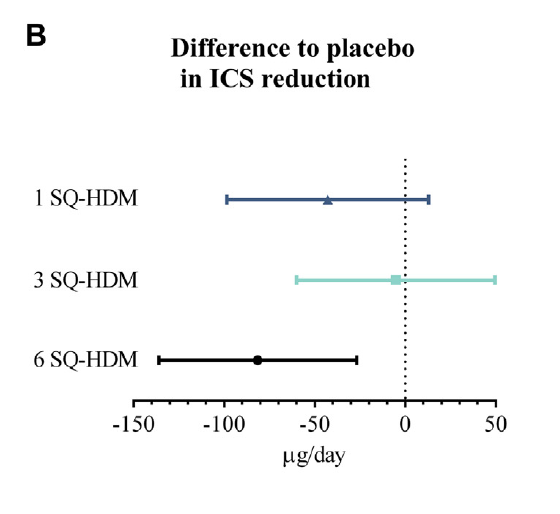 B
Difference to placebo
in ICS reduction
1 SQ-HDM
3 SQ-HDM
6 SQ-HDM
-150 -100 -50 0 50
µg/day